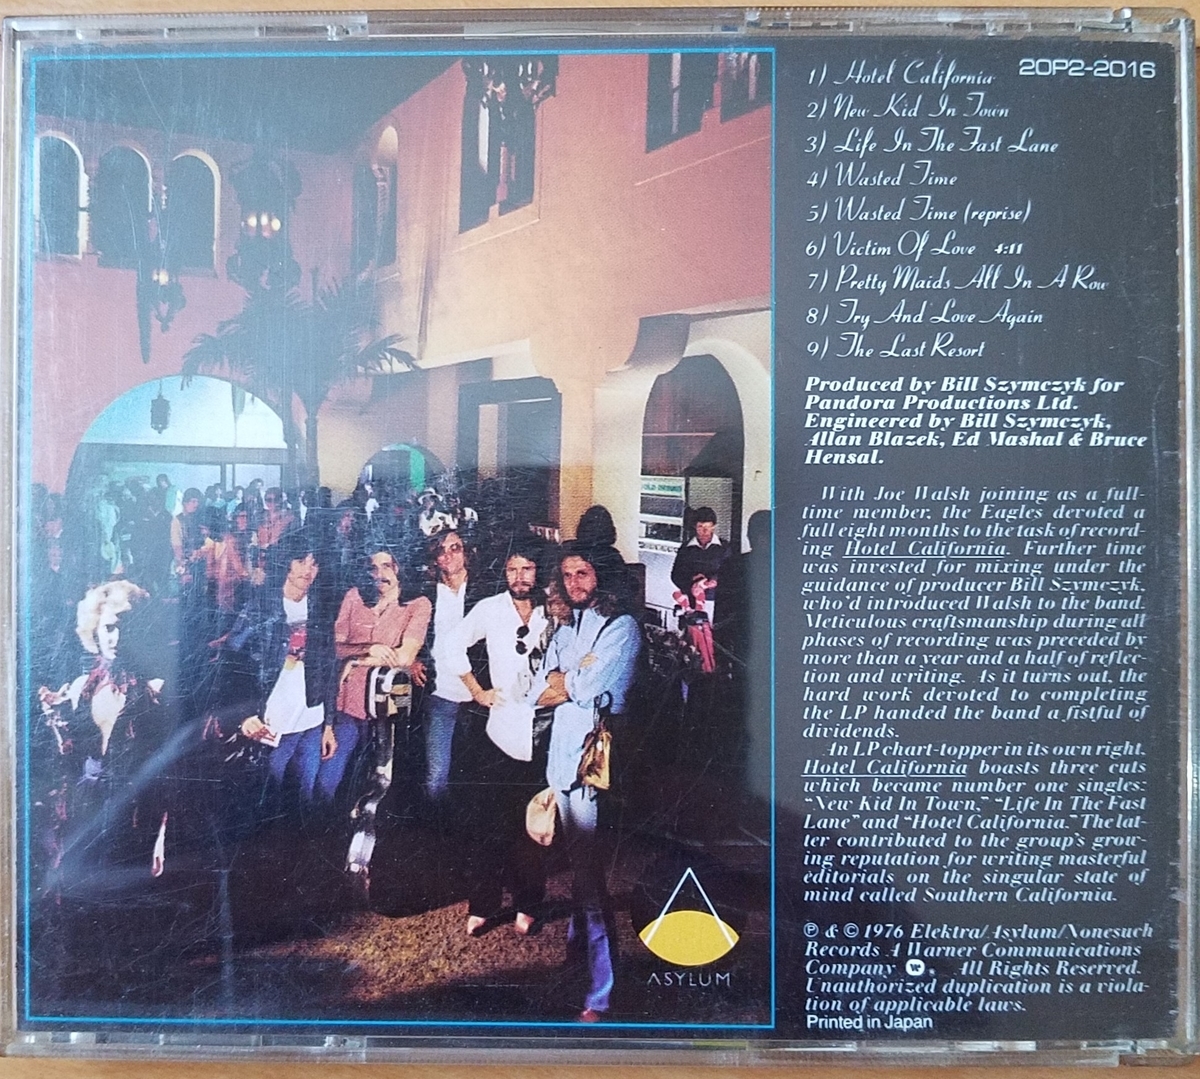 20P2-2016
1) Hotel California
2) New Kid In Town
3) Life In The Fast Lane
4) Wasted Time
5) Wasted Time (reprise)
6) Victim Of Love 4:11
7) Pretty Maids All In A Row
8) Try And Love Again
9) The Last Resort
Produced by Bill Szymczyk for
Pandora Productions Ltd.
Engineered by Bill Szymczyk,
Allan Blazek, Ed Mashal & Bruce
Hensal.
With Joe Walsh joining as a full-
time member, the Eagles devoted a
full eight months to the task of record-
ing Hotel California. Further time
was invested for mixing under the
guidance of producer Bill Szymczyk,
who'd introduced Walsh to the band.
Meticulous craftsmanship during all
phases of recording was preceded by
more than a year and a half of reflec-
tion and writing. As it turns out, the
hard work devoted to completing
the LP handed the band a fistful of
dividends.
An LP chart-topper in its own right,
Hotel California boasts three cuts
which became number one singles:
"New Kid In Town," "Life In The Fast
Lane" and "Hotel California." The lat-
ter contributed to the group's grow-
ing reputation for writing masterful
editorials on the singular state of
mind called Southern California.
℗ & © 1976 Elektra/Asylum/Nonesuch
Records A Warner Communications
Company W. All Rights Reserved.
Unauthorized duplication is a viola-
tion of applicable laws.
Printed in Japan
COLD DRINKS
ASYLUM